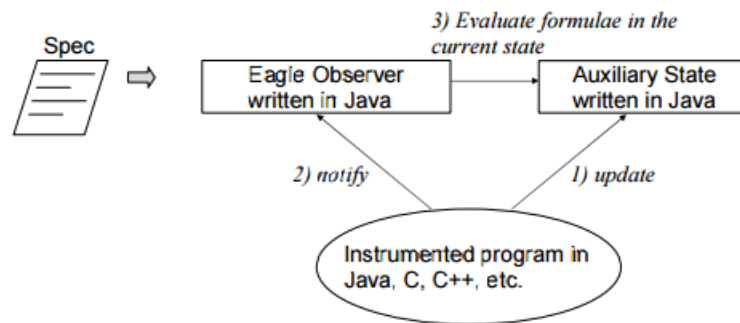 3) Evaluate formulae in the
current state
Spec
Eagle Observer
written in Java
Auxiliary State
written in Java
2) notify
1) update
Instrumented program in
Java, C, C++, etc.